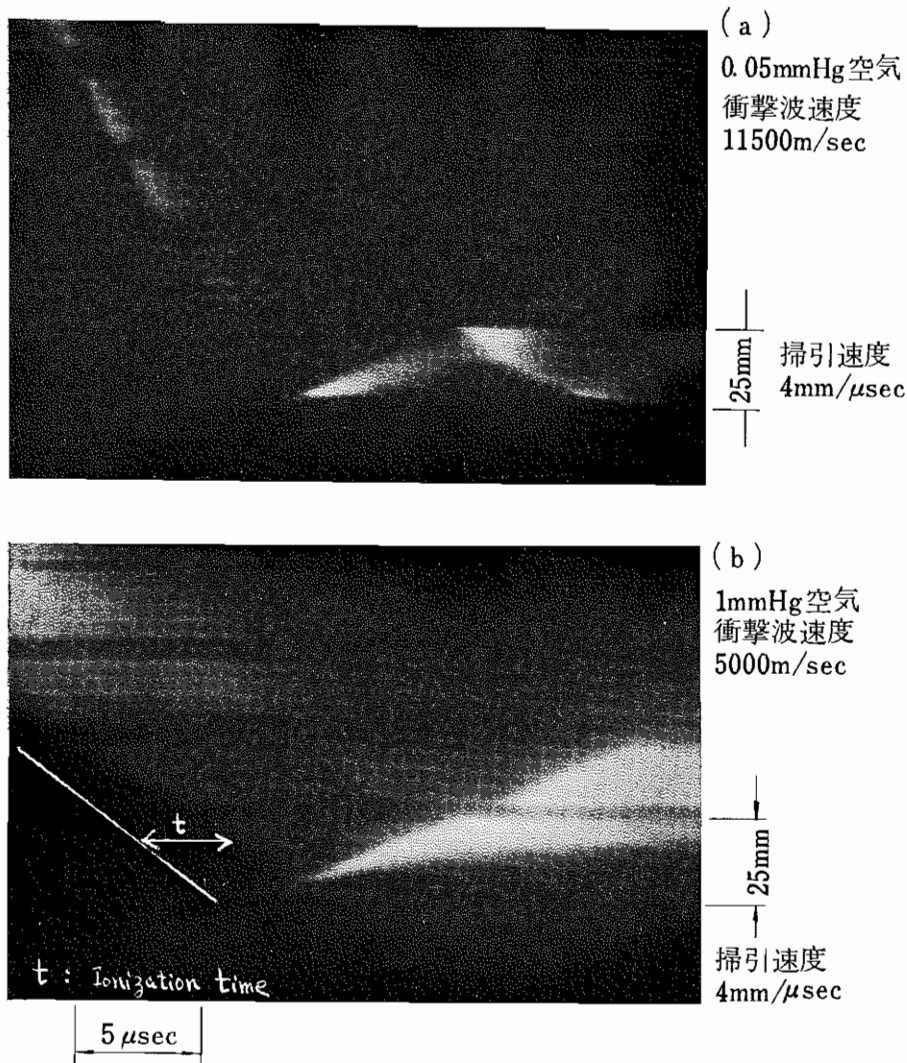 (a)
0.05mmHg空気
衝撃波速度
11500m/sec
25mm
掃引速度
4mm/μsec
(b)
1mmHg空気
衝撃波速度
5000m/sec
t
25mm
t : Ionization time
掃引速度
4mm/μsec
5μsec